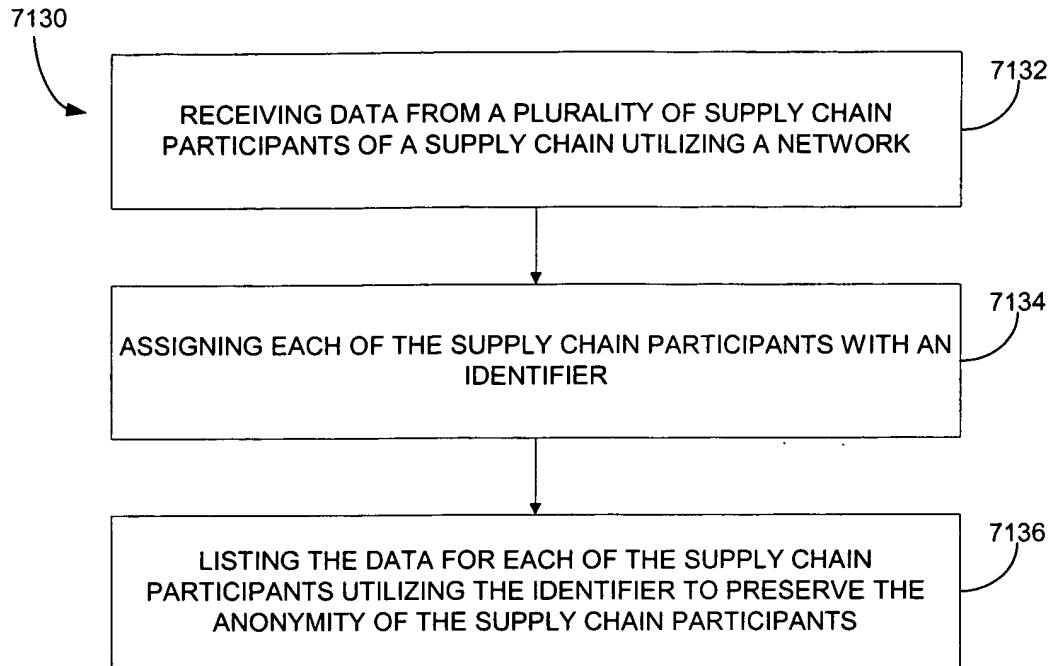 7130
7132
RECEIVING DATA FROM A PLURALITY OF SUPPLY CHAIN
PARTICIPANTS OF A SUPPLY CHAIN UTILIZING A NETWORK
7134
ASSIGNING EACH OF THE SUPPLY CHAIN PARTICIPANTS WITH AN
IDENTIFIER
7136
LISTING THE DATA FOR EACH OF THE SUPPLY CHAIN
PARTICIPANTS UTILIZING THE IDENTIFIER TO PRESERVE THE
ANONYMITY OF THE SUPPLY CHAIN PARTICIPANTS